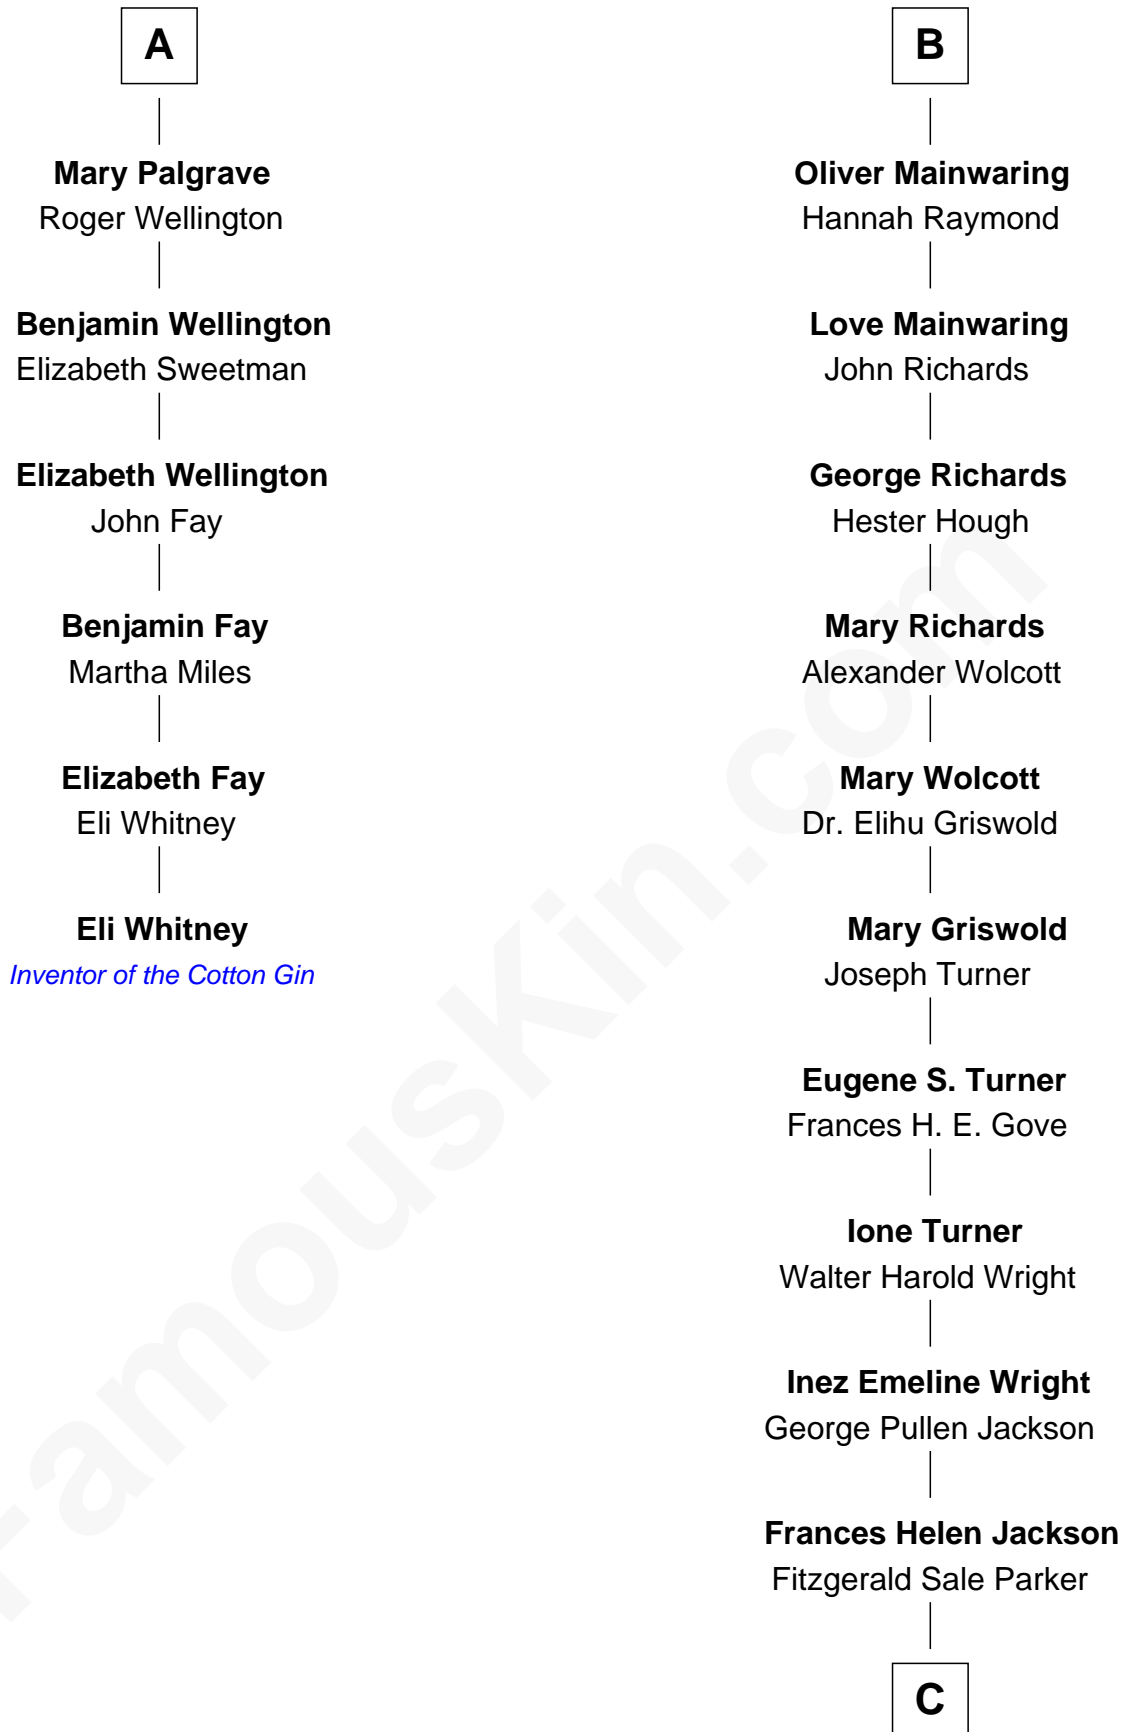 A
Mary Palgrave
Roger Wellington
Benjamin Wellington
Elizabeth Sweetman
Elizabeth Wellington
John Fay
Benjamin Fay
Martha Miles
Elizabeth Fay
Eli Whitney
Eli Whitney
Inventor of the Cotton Gin
B
Oliver Mainwaring
Hannah Raymond
Love Mainwaring
John Richards
George Richards
Hester Hough
Mary Richards
Alexander Wolcott
Mary Wolcott
Dr. Elihu Griswold
Mary Griswold
Joseph Turner
Eugene S. Turner
Frances H. E. Gove
Ione Turner
Walter Harold Wright
Inez Emeline Wright
George Pullen Jackson
Frances Helen Jackson
Fitzgerald Sale Parker
C
FamousKin.com